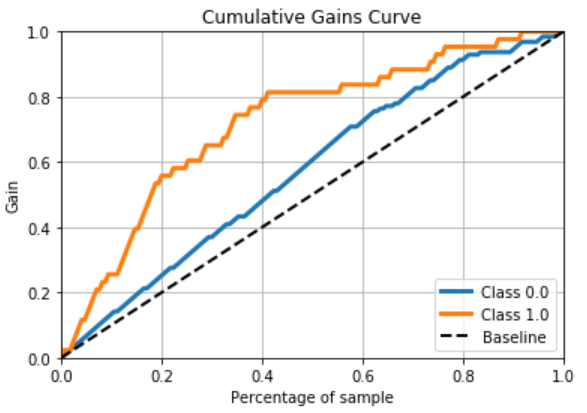 Cumulative Gains Curve
1.0
0.8
0.6
0.4
0.2
0.0
Gain
0.0 0.2 0.4 0.6 0.8 1.0
Percentage of sample
Class 0.0
Class 1.0
Baseline